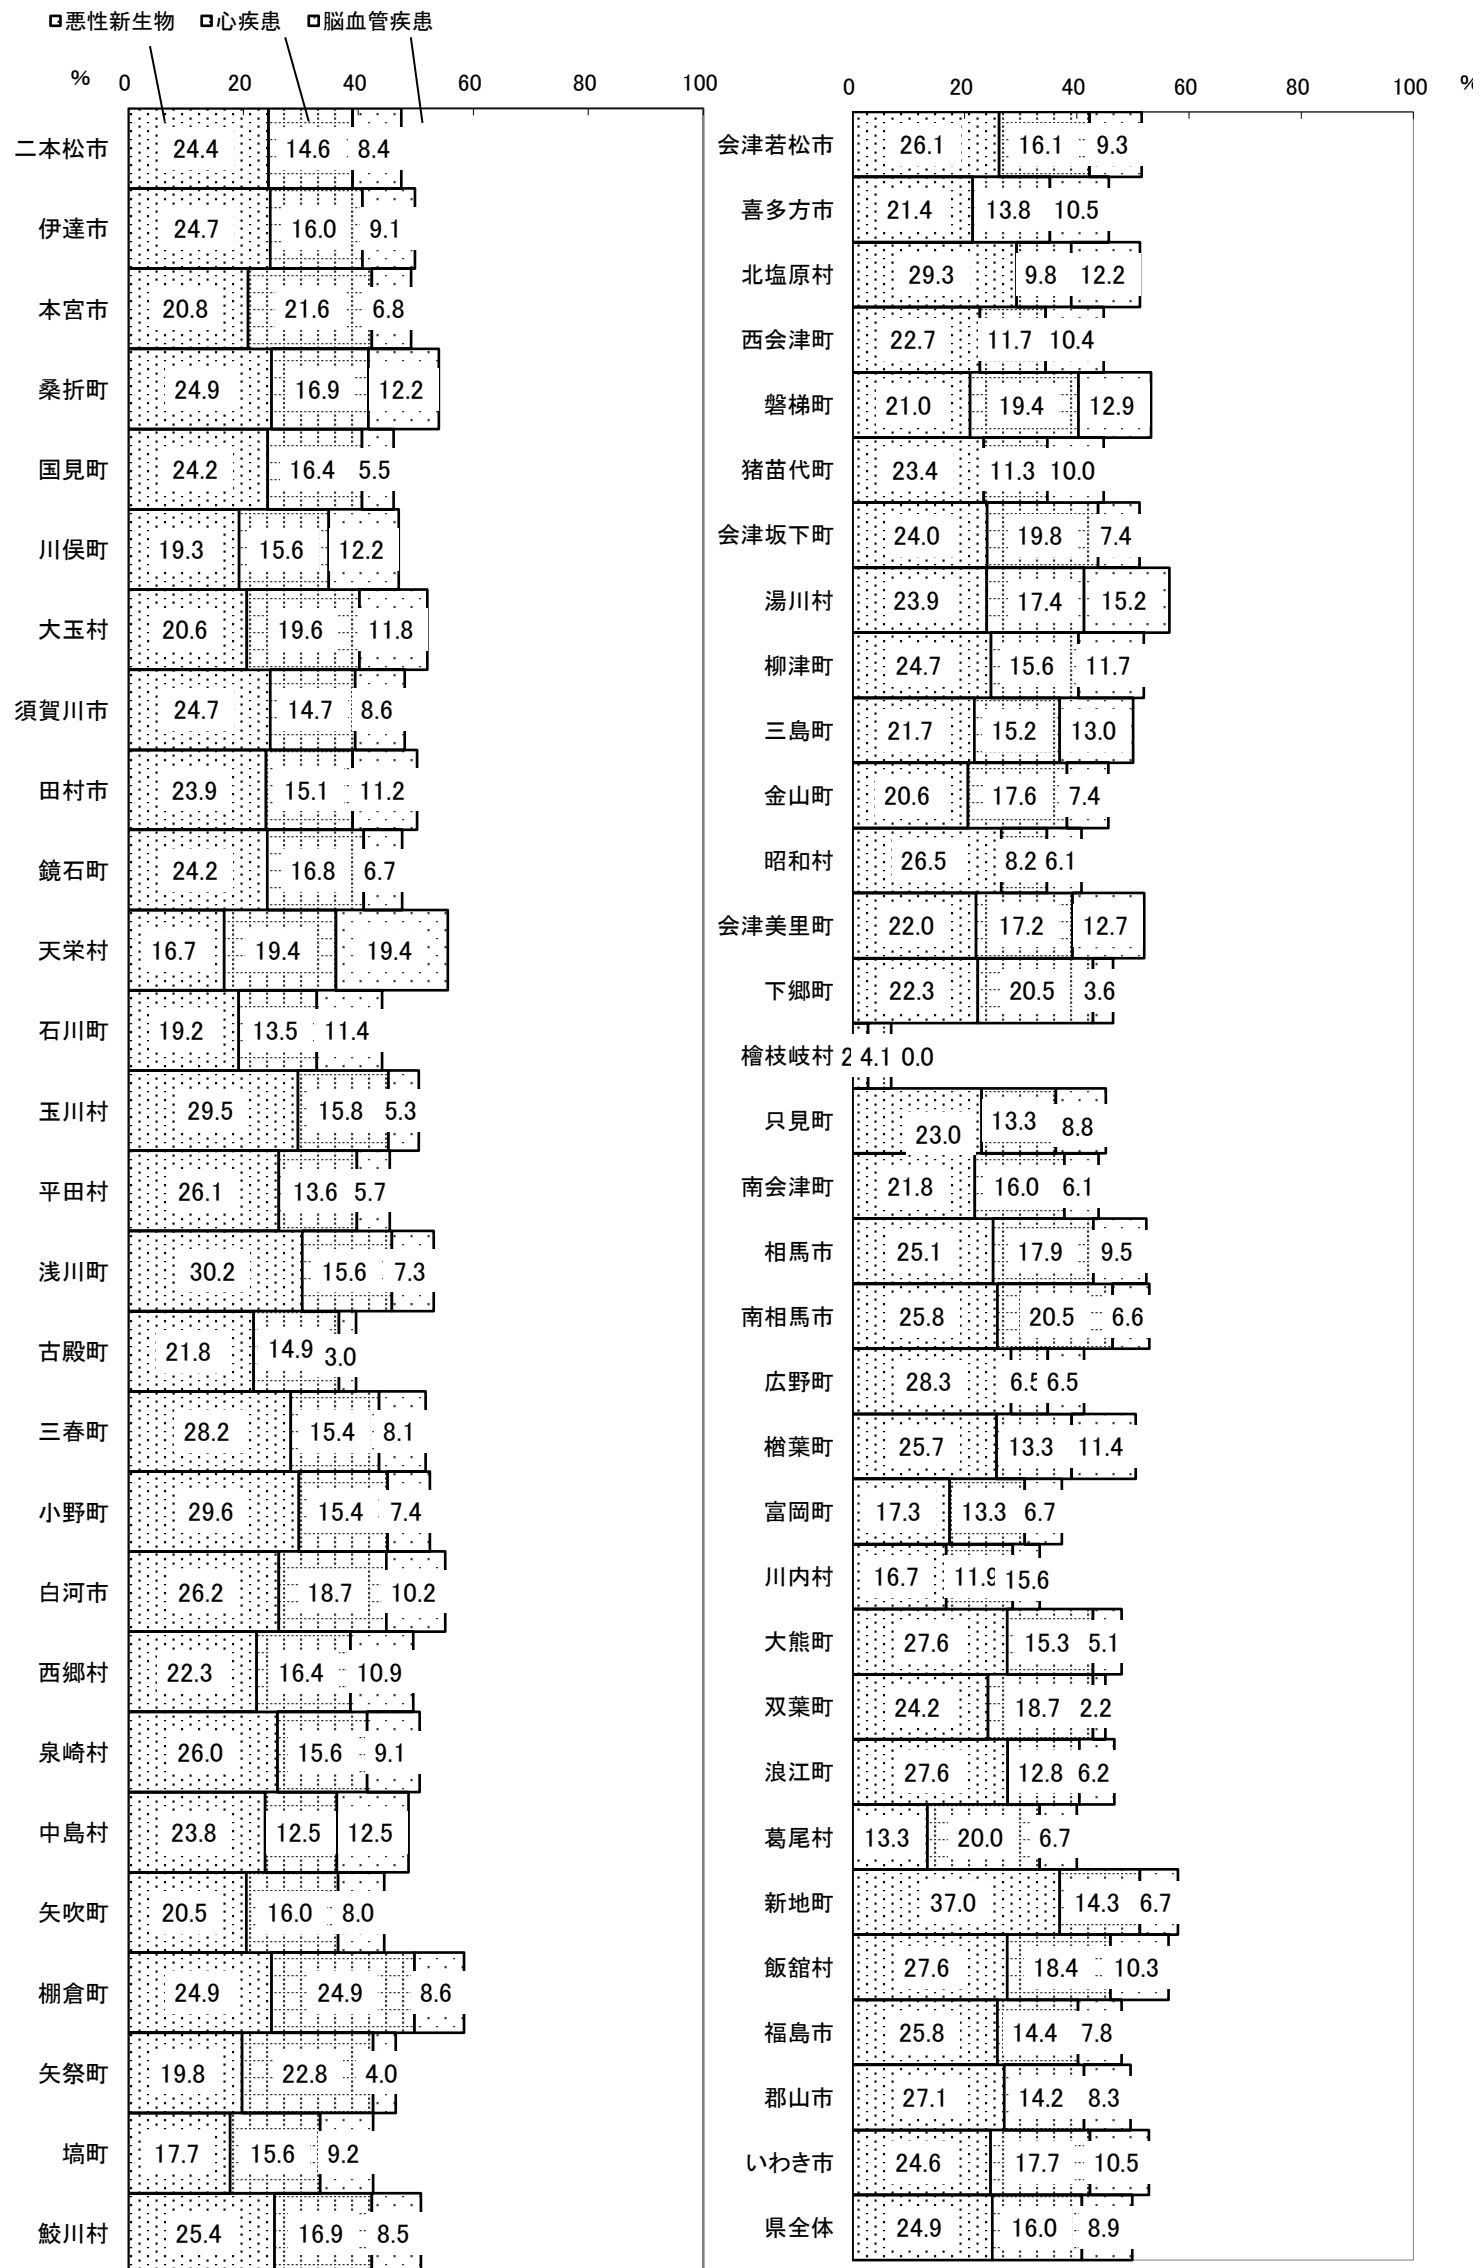 悪性新生物 心疾患 脳血管疾患
% 0 20 40 60 80 100
二本松市 24.4 14.6 8.4
伊達市 24.7 16.0 9.1
本宮市 20.8 21.6 6.8
桑折町 24.9 16.9 12.2
国見町 24.2 16.4 5.5
川俣町 19.3 15.6 12.2
大玉村 20.6 19.6 11.8
須賀川市 24.7 14.7 8.6
田村市 23.9 15.1 11.2
鏡石町 24.2 16.8 6.7
天栄村 16.7 19.4 19.4
石川町 19.2 13.5 11.4
玉川村 29.5 15.8 5.3
平田村 26.1 13.6 5.7
浅川町 30.2 15.6 7.3
古殿町 21.8 14.9 3.0
三春町 28.2 15.4 8.1
小野町 29.6 15.4 7.4
白河市 26.2 18.7 10.2
西郷村 22.3 16.4 10.9
泉崎村 26.0 15.6 9.1
中島村 23.8 12.5 12.5
矢吹町 20.5 16.0 8.0
棚倉町 24.9 24.9 8.6
矢祭町 19.8 22.8 4.0
塙町 17.7 15.6 9.2
鮫川村 25.4 16.9 8.5
0 20 40 60 80 100 %
会津若松市 26.1 16.1 9.3
喜多方市 21.4 13.8 10.5
北塩原村 29.3 9.8 12.2
西会津町 22.7 11.7 10.4
磐梯町 21.0 19.4 12.9
猪苗代町 23.4 11.3 10.0
会津坂下町 24.0 19.8 7.4
湯川村 23.9 17.4 15.2
柳津町 24.7 15.6 11.7
三島町 21.7 15.2 13.0
金山町 20.6 17.6 7.4
昭和村 26.5 8.2 6.1
会津美里町 22.0 17.2 12.7
下郷町 22.3 20.5 3.6
檜枝岐村 2 4.1 0.0
只見町 23.0 13.3 8.8
南会津町 21.8 16.0 6.1
相馬市 25.1 17.9 9.5
南相馬市 25.8 20.5 6.6
広野町 28.3 6.5 6.5
楢葉町 25.7 13.3 11.4
富岡町 17.3 13.3 6.7
川内村 16.7 11.9 15.6
大熊町 27.6 15.3 5.1
双葉町 24.2 18.7 2.2
浪江町 27.6 12.8 6.2
葛尾村 13.3 20.0 6.7
新地町 37.0 14.3 6.7
飯舘村 27.6 18.4 10.3
福島市 25.8 14.4 7.8
郡山市 27.1 14.2 8.3
いわき市 24.6 17.7 10.5
県全体 24.9 16.0 8.9